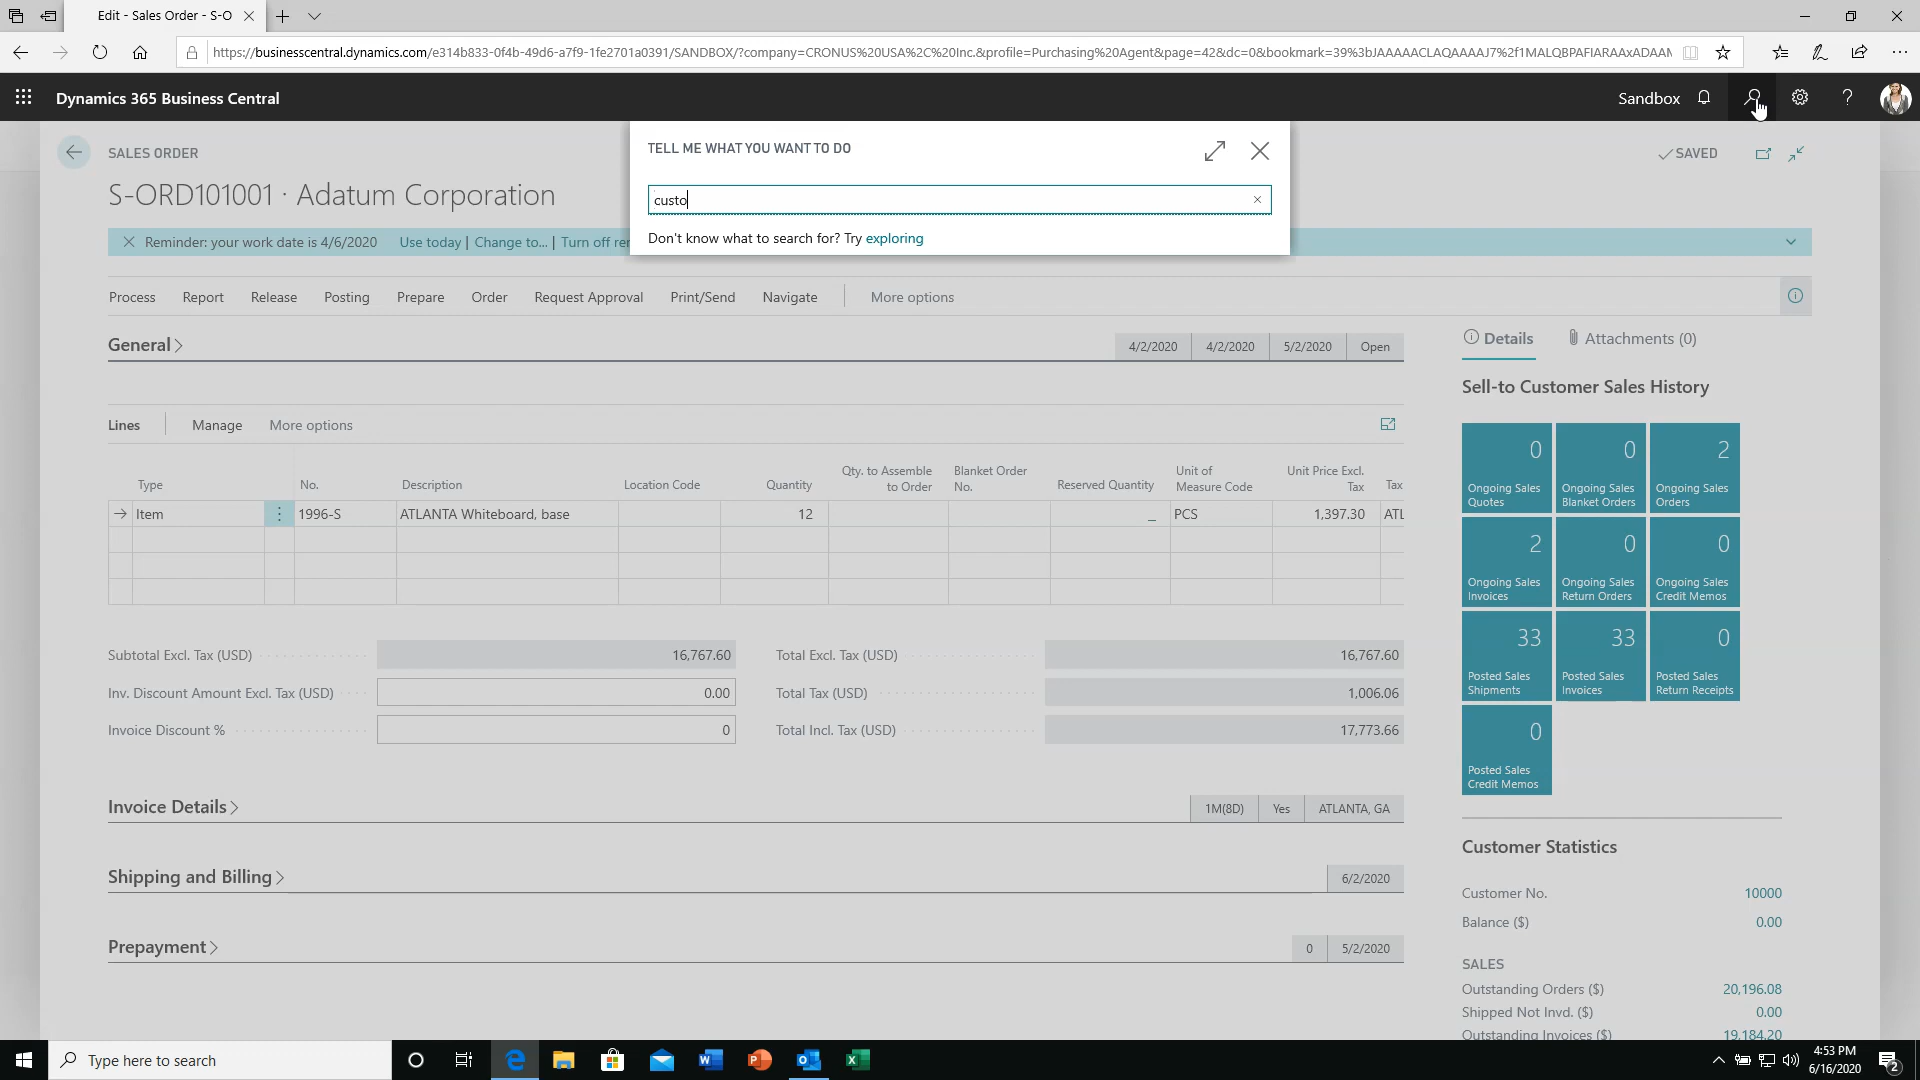 Edit - Sales Order - S-O
https://businesscentral.dynamics.com/e314b833-0f4b-49d6-a7f9-1fe2701a0391/SANDBOX/?company=CRONUS%20USA%2C%20Inc.&profile=Purchasing%20Agent&page=42&dc=0&bookmark=39%3bJAAAAACLAQAAAAJ7%2f1MALQBPAFIARAAxADAAM
Dynamics 365 Business Central
Sandbox
SALES ORDER
SAVED
S-ORD101001 · Adatum Corporation
TELL ME WHAT YOU WANT TO DO
custo
Don't know what to search for? Try exploring
Reminder: your work date is 4/6/2020 Use today | Change to... | Turn off re
Process Report Release Posting Prepare Order Request Approval Print/Send Navigate More options
General
4/2/2020 4/2/2020 5/2/2020 Open
Details Attachments (0)
Sell-to Customer Sales History
Lines Manage More options
Type No. Description Location Code Quantity Qty. to Assemble to Order Blanket Order No. Reserved Quantity Unit of Measure Code Unit Price Excl. Tax Tax
Item 1996-S ATLANTA Whiteboard, base 12 _ PCS 1,397.30 ATL
0 Ongoing Sales Quotes
0 Ongoing Sales Blanket Orders
2 Ongoing Sales Orders
2 Ongoing Sales Invoices
0 Ongoing Sales Return Orders
0 Ongoing Sales Credit Memos
33 Posted Sales Shipments
33 Posted Sales Invoices
0 Posted Sales Return Receipts
0 Posted Sales Credit Memos
Subtotal Excl. Tax (USD) 16,767.60 Total Excl. Tax (USD) 16,767.60
Inv. Discount Amount Excl. Tax (USD) 0.00 Total Tax (USD) 1,006.06
Invoice Discount % 0 Total Incl. Tax (USD) 17,773.66
Invoice Details
1M(8D) Yes ATLANTA, GA
Shipping and Billing
6/2/2020
Prepayment
0 5/2/2020
Customer Statistics
Customer No. 10000
Balance ($) 0.00
SALES
Outstanding Orders ($) 20,196.08
Shipped Not Invd. ($) 0.00
Outstanding Invoices ($) 19,184.20
Type here to search
4:53 PM
6/16/2020
2